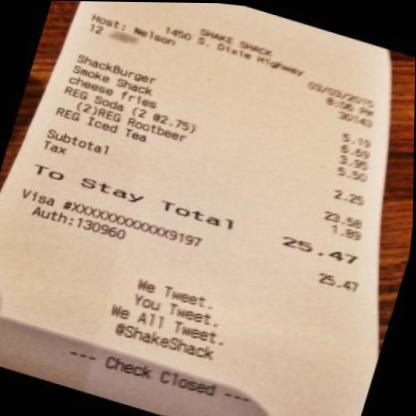 SHAKE SHACK
1450 S. Dixie Highway
Host: Nelson 03/03/2015
12 8:06 PM
30143
ShackBurger 5.19
Smoke Shack 6.69
cheese fries 3.95
REG Soda (2 @2.75) 5.50
(2)REG Rootbeer
REG Iced Tea 2.25
Subtotal 23.58
Tax 1.89
To Stay Total 25.47
Visa #XXXXXXXXXXXX9197 25.47
Auth:130960
We Tweet.
You Tweet.
We All Tweet.
@ShakeShack
--- Check Closed ---